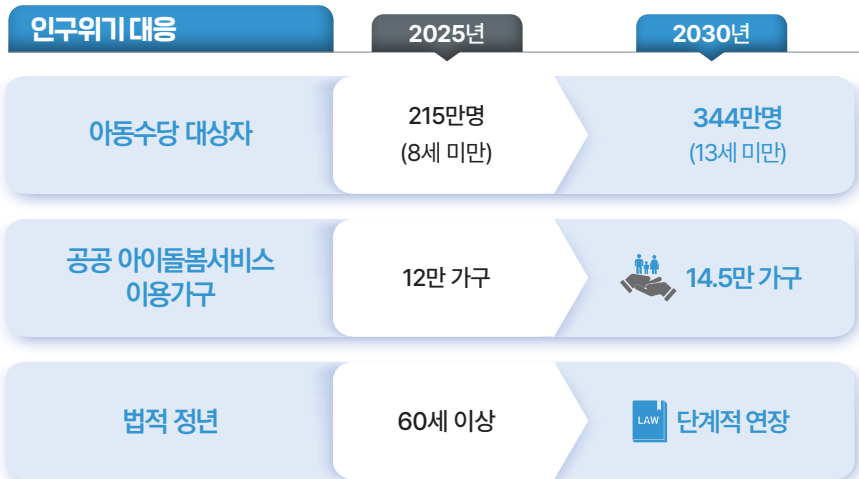 인구위기 대응
2025년
2030년
아동수당 대상자
215만명
(8세 미만)
344만명
(13세 미만)
공공 아이돌봄서비스
이용가구
12만 가구
14.5만 가구
법적 정년
60세 이상
LAW
단계적 연장